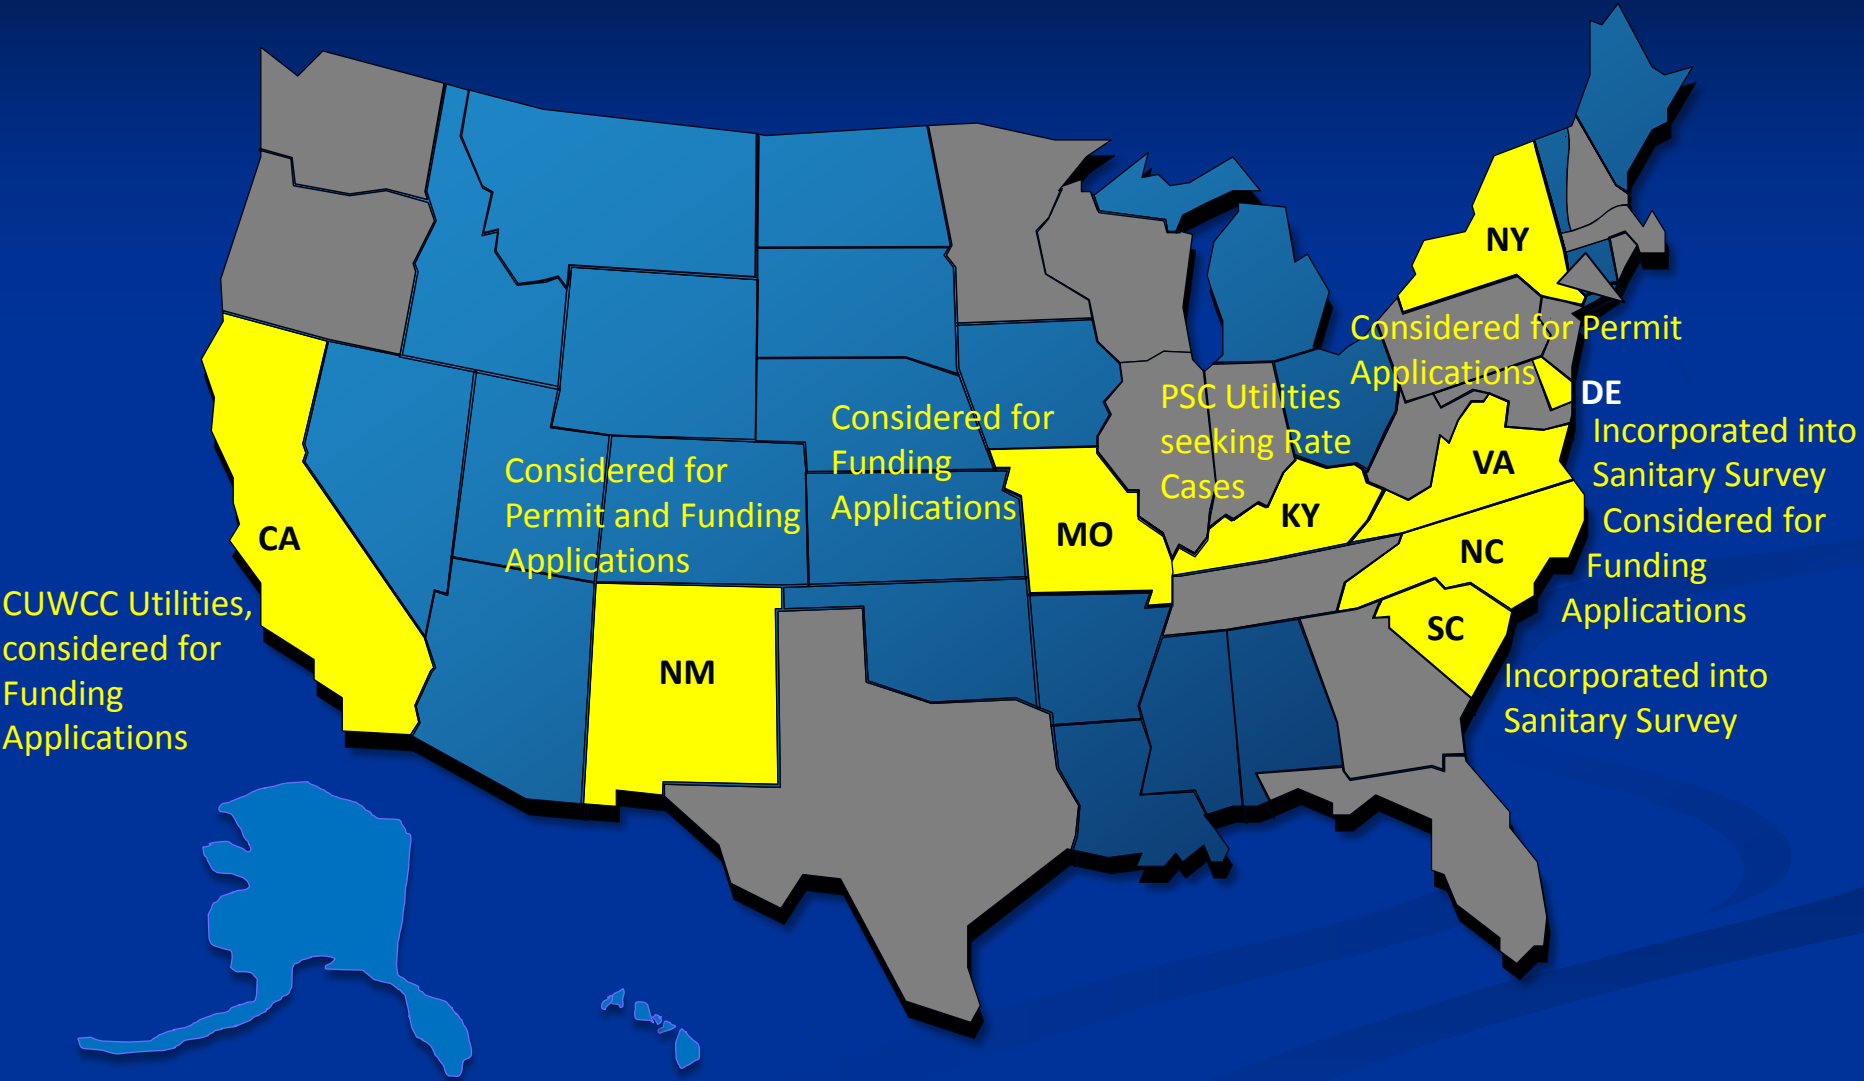 NY
Considered for Permit
Applications
DE
PSC Utilities
seeking Rate
Cases
Considered for
Funding
Applications
Incorporated into
Sanitary Survey
VA
Considered for
Permit and Funding
Applications
KY
MO
CA
NC
Considered for
Funding
Applications
CUWCC Utilities,
considered for
Funding
Applications
SC
NM
Incorporated into
Sanitary Survey